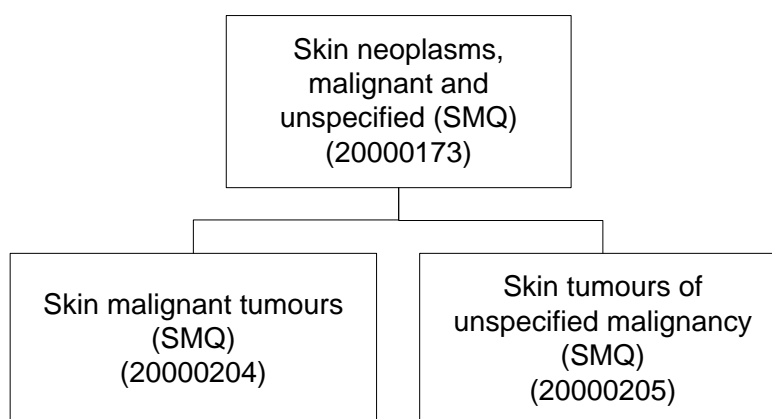 Skin neoplasms,
malignant and
unspecified (SMQ)
(20000173)
Skin malignant tumours
(SMQ)
(20000204)
Skin tumours of
unspecified malignancy
(SMQ)
(20000205)